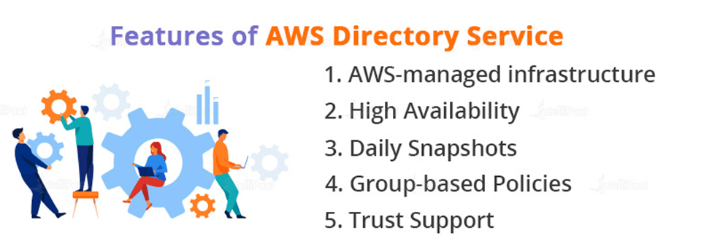 Features of AWS Directory Service
1. AWS-managed infrastructure
2. High Availability
3. Daily Snapshots
4. Group-based Policies
5. Trust Support